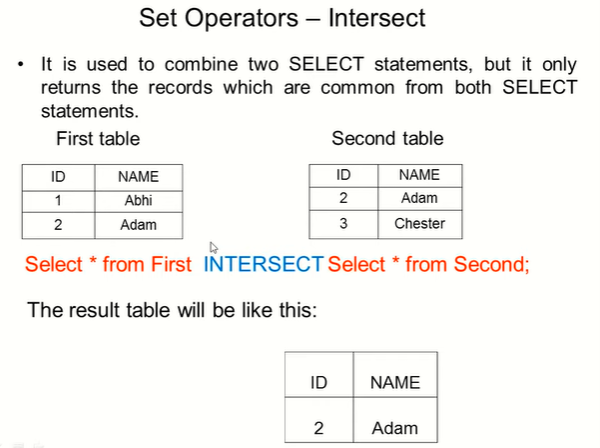 Set Operators – Intersect
• It is used to combine two SELECT statements, but it only
returns the records which are common from both SELECT
statements.
First table Second table
ID NAME ID NAME
1 Abhi 2 Adam
2 Adam 3 Chester
Select * from First INTERSECT Select * from Second;
The result table will be like this:
ID NAME
2 Adam